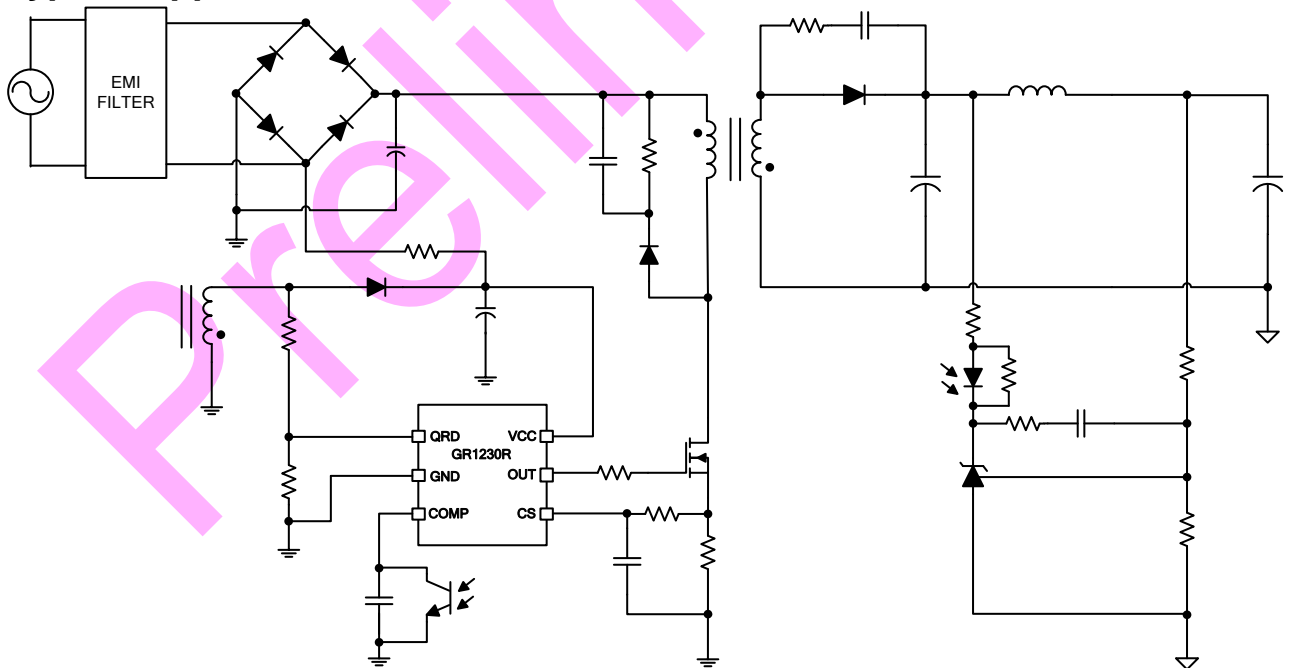 EMI
FILTER
Prelim
QRD
VCC
GR1230R
GND
OUT
COMP
CS